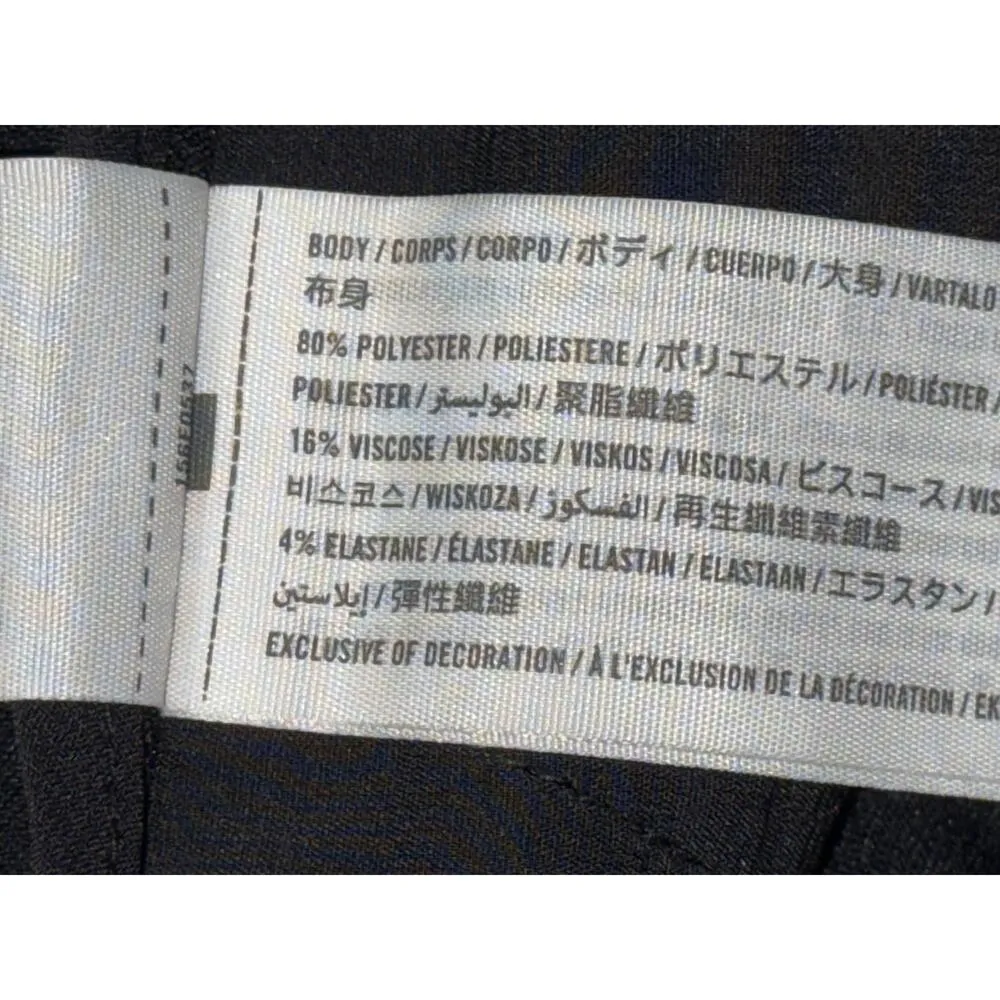 BODY / CORPS / CORPO / ボディ / CUERPO / 大身 / VARTALO
布身
80% POLYESTER / POLIESTERE / ポリエステル / POLIÉSTER /
POLIESTER / البوليستر / 聚脂纖維
16% VISCOSE / VISKOSE / VISKOS / VISCOSA / ビスコース / VIS
비스코스 / WISKOZA / الفسكوز / 再生纖維素纖維
4% ELASTANE / ÉLASTANE / ELASTAN / ELASTAAN / エラスタン /
إيلاستين / 彈性纖維
EXCLUSIVE OF DECORATION / À L'EXCLUSION DE LA DÉCORATION / EK